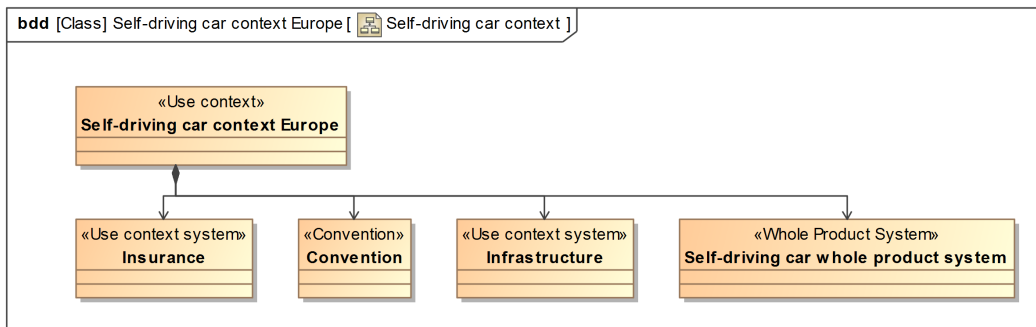 bdd [Class] Self-driving car context Europe [ Self-driving car context ]
«Use context»
Self-driving car context Europe
«Use context system»
Insurance
«Convention»
Convention
«Use context system»
Infrastructure
«Whole Product System»
Self-driving car whole product system